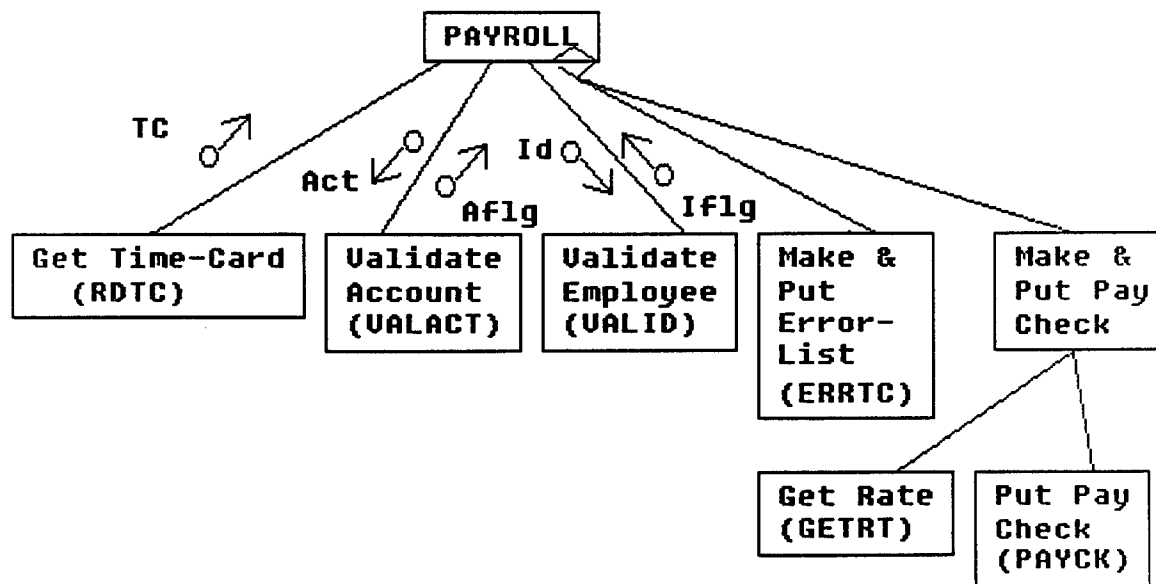 PAYROLL
TC
Act
Aflg
Id
Iflg
Get Time-Card
(RDTC)
Validate
Account
(VALACT)
Validate
Employee
(VALID)
Make &
Put
Error-
List
(ERRTC)
Make &
Put Pay
Check
Get Rate
(GETRT)
Put Pay
Check
(PAYCK)